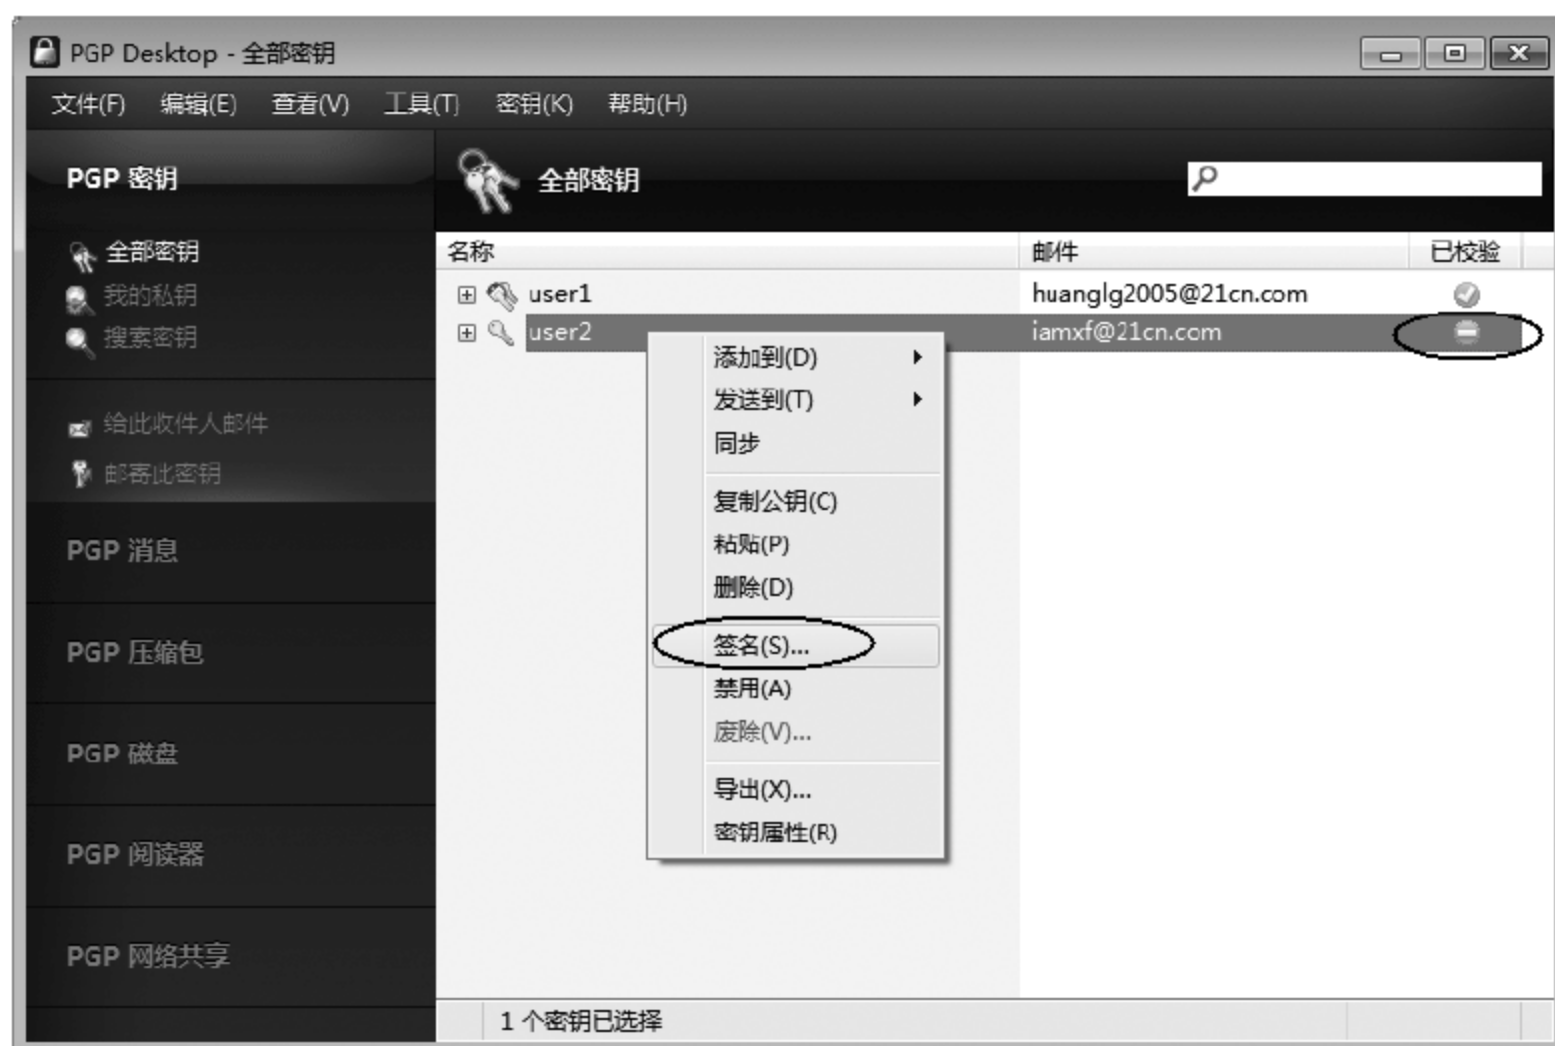 PGP Desktop - 全部密钥
文件(F) 编辑(E) 查看(V) 工具(T) 密钥(K) 帮助(H)
PGP 密钥
全部密钥
我的私钥
搜索密钥
给此收件人邮件
邮寄此密钥
PGP 消息
PGP 压缩包
PGP 磁盘
PGP 阅读器
PGP 网络共享
全部密钥
名称 邮件 已校验
user1 huanglg2005@21cn.com
user2 iamxf@21cn.com
添加到(D)
发送到(T)
同步
复制公钥(C)
粘贴(P)
删除(D)
签名(S)...
禁用(A)
废除(V)...
导出(X)...
密钥属性(R)
1 个密钥已选择